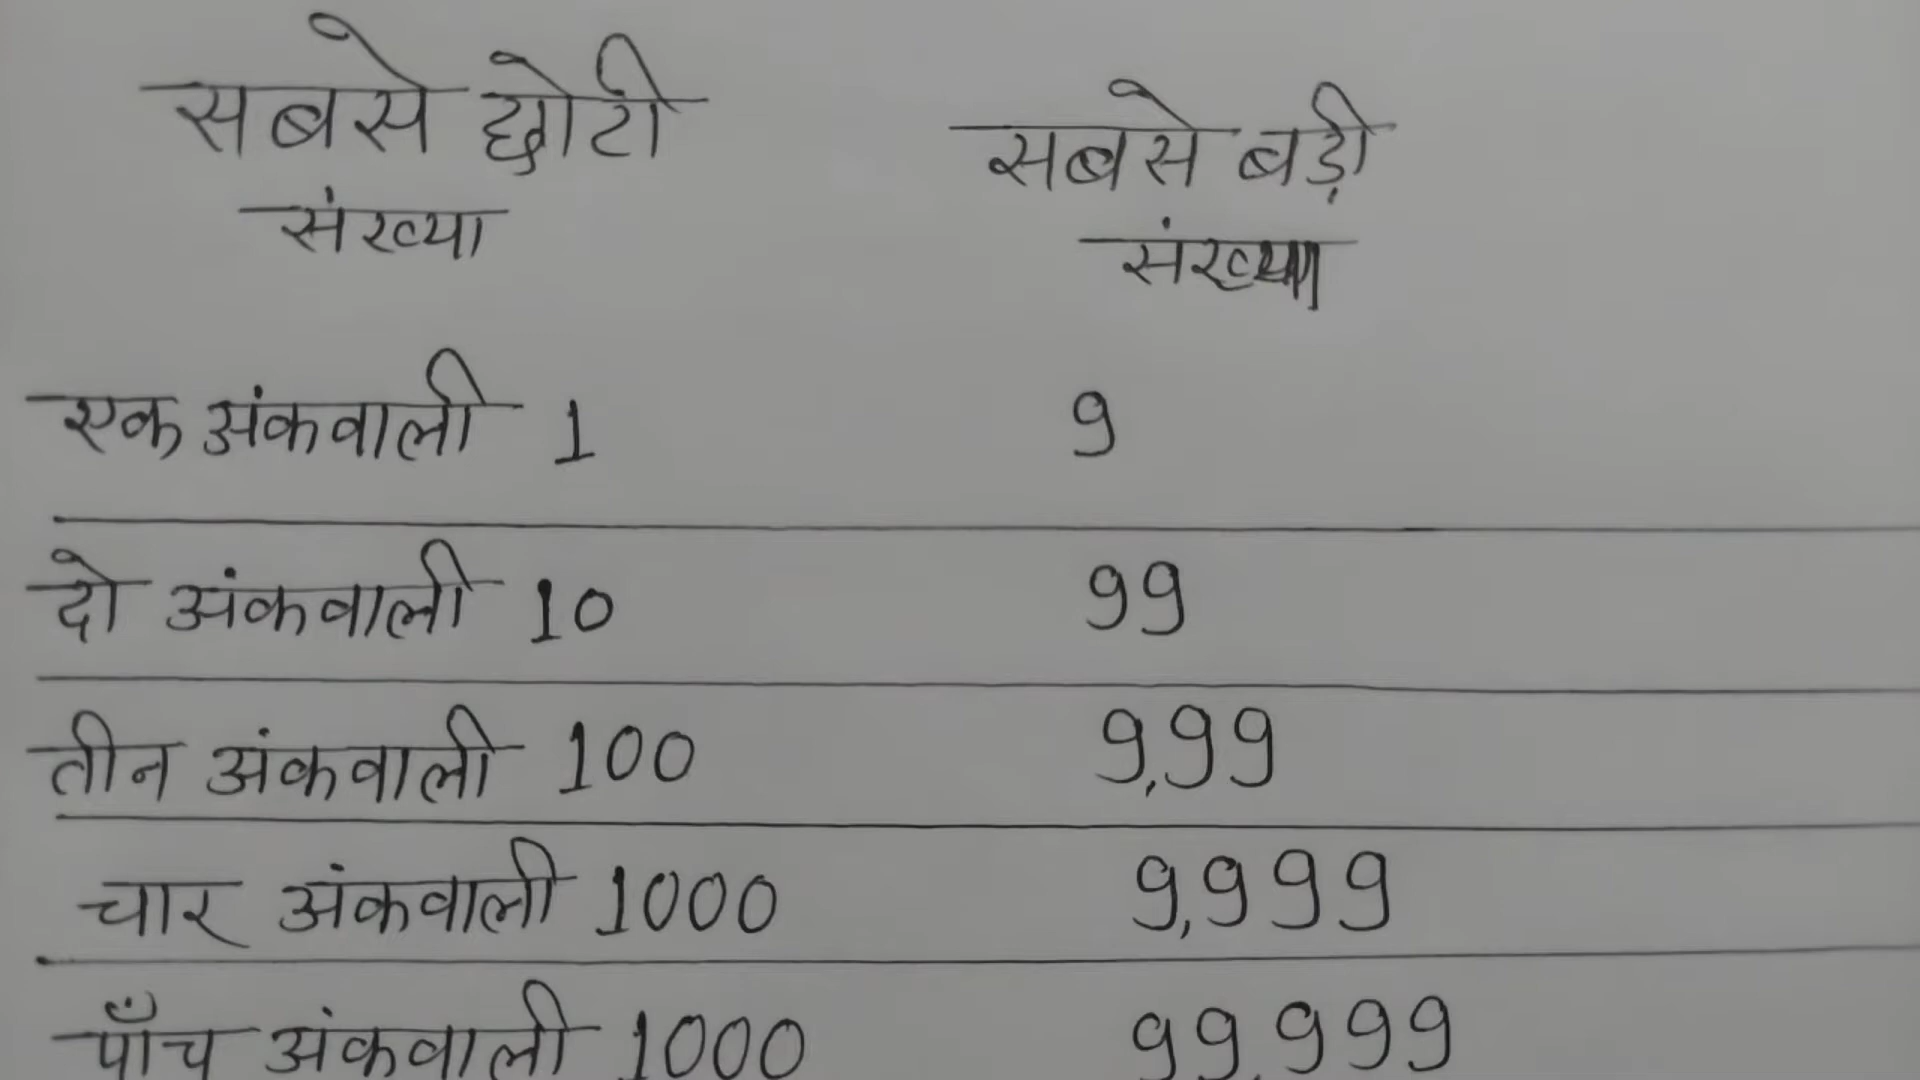 सबसे छोटी सबसे बड़ी
संख्या संख्या
एक अंकवाली 1 9
दो अंकवाली 10 99
तीन अंकवाली 100 9,99
चार अंकवाली 1000 9,999
पाँच अंकवाली 1000 99,999